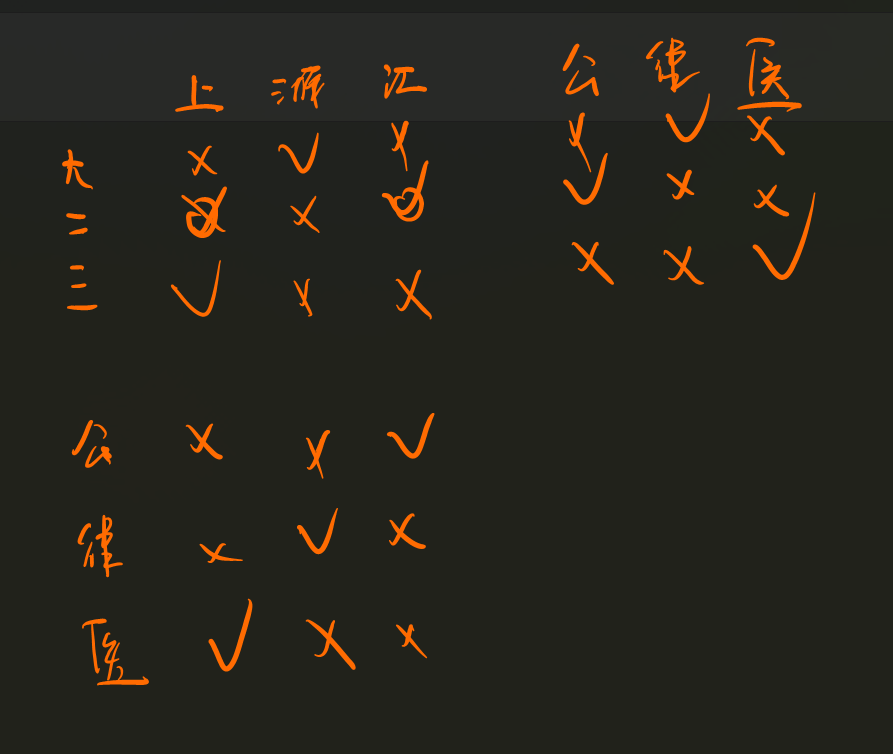 上 浙 江 公 律 医
大 × ✓ × × ✓ ×
二 × ✓ ✓ × ×
三 ✓ × × × × ✓
公 × × ✓
律 × ✓ ×
医 ✓ × ×